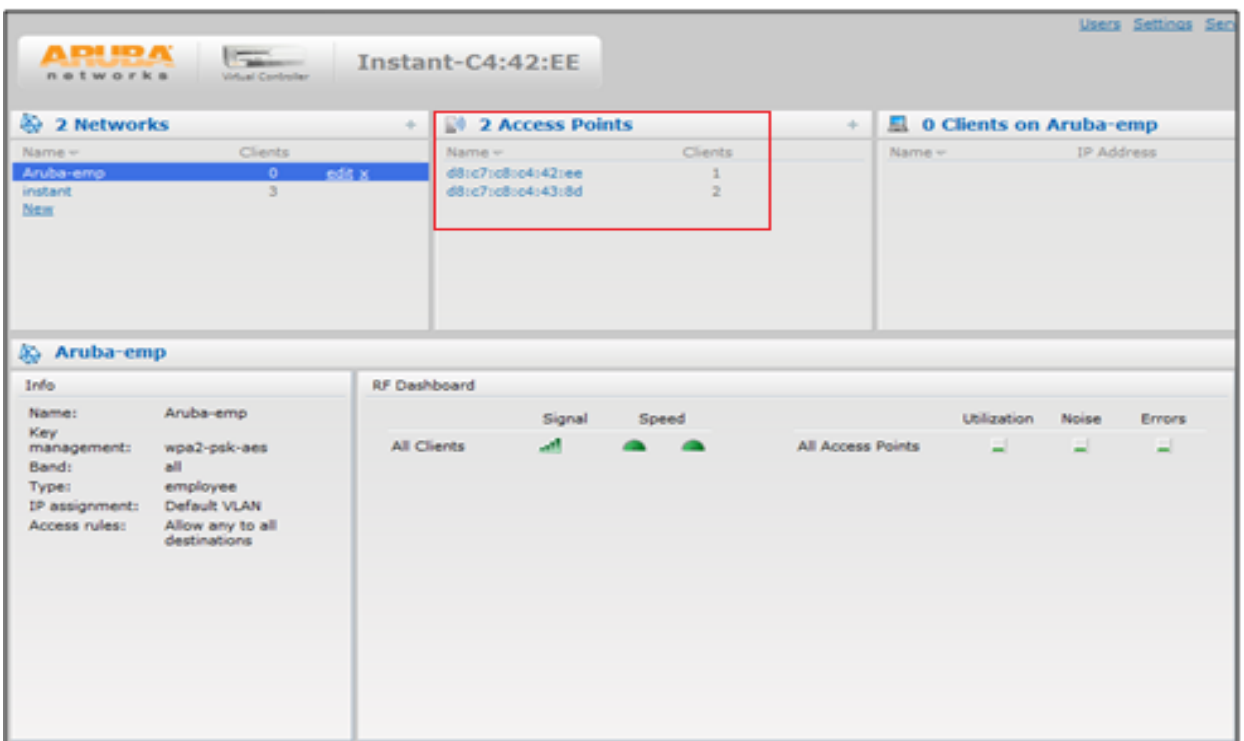 Users Settings
ARUBA networks Virtual Controller Instant-C4:42:EE
2 Networks +
Name Clients
Aruba-emp 0 edit x
instant 3
New
2 Access Points +
Name Clients
d8:c7:c8:c4:42:ee 1
d8:c7:c8:c4:43:8d 2
0 Clients on Aruba-emp
Name IP Address
Aruba-emp
Info
Name: Aruba-emp
Key
management: wpa2-psk-aes
Band: all
Type: employee
IP assignment: Default VLAN
Access rules: Allow any to all
destinations
RF Dashboard
Signal Speed
All Clients
Utilization Noise Errors
All Access Points